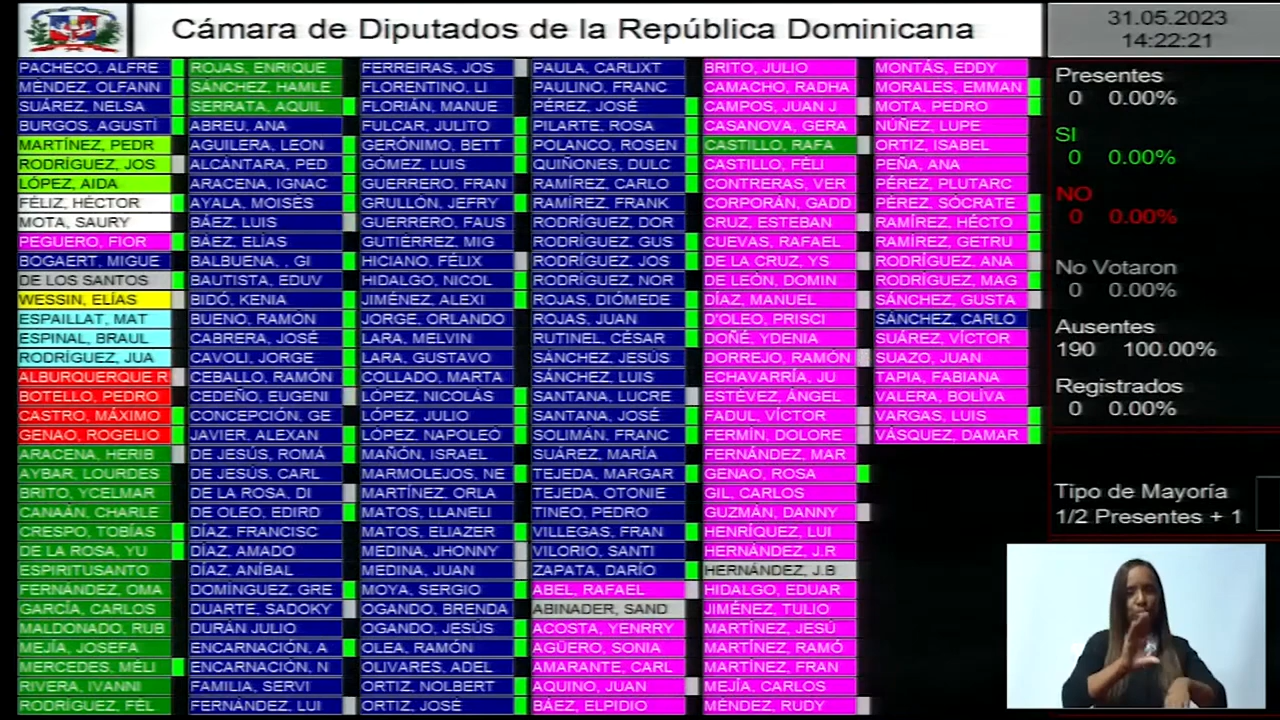 Cámara de Diputados de la República Dominicana
31.05.2023
14:22:21
PACHECO, ALFRE
MÉNDEZ, OLFANN
SUÁREZ, NELSA
BURGOS, AGUSTÍ
MARTÍNEZ, PEDR
RODRÍGUEZ, JOS
LÓPEZ, AIDA
FÉLIZ, HÉCTOR
MOTA, SAURY
PEGUERO, FIOR
BOGAERT, MIGUE
DE LOS SANTOS
WESSIN, ELÍAS
ESPAILLAT, MAT
ESPINAL, BRAUL
RODRÍGUEZ, JUA
ALBURQUERQUE R
BOTELLO, PEDRO
CASTRO, MÁXIMO
GENAO, ROGELIO
ARACENA, HERIB
AYBAR, LOURDES
BRITO, YCELMAR
CANAÁN, CHARLE
CRESPO, TOBÍAS
DE LA ROSA, YU
ESPIRITUSANTO
FERNÁNDEZ, OMA
GARCÍA, CARLOS
MALDONADO, RUB
MEJÍA, JOSEFA
MERCEDES, MÉLI
RIVERA, IVANNI
RODRÍGUEZ, FÉL
ROJAS, ENRIQUE
SÁNCHEZ, HAMLE
SERRATA, AQUIL
ABREU, ANA
AGUILERA, LEON
ALCÁNTARA, PED
ARACENA, IGNAC
AYALA, MOISÉS
BÁEZ, LUIS
BÁEZ, ELÍAS
BALBUENA, , GI
BAUTISTA, EDUV
BIDÓ, KENIA
BUENO, RAMÓN
CABRERA, JOSÉ
CAVOLI, JORGE
CEBALLO, RAMÓN
CEDEÑO, EUGENI
CONCEPCIÓN, GE
JAVIER, ALEXAN
DE JESÚS, ROMÁ
DE JESÚS, CARL
DE LA ROSA, DI
DE OLEO, EDIRD
DÍAZ, FRANCISC
DÍAZ, AMADO
DÍAZ, ANÍBAL
DOMÍNGUEZ, GRE
DUARTE, SADOKY
DURÁN JULIO
ENCARNACIÓN, A
ENCARNACIÓN, N
FAMILIA, SERVI
FERNÁNDEZ, LUI
FERREIRAS, JOS
FLORENTINO, LI
FLORIÁN, MANUE
FULCAR, JULITO
GERÓNIMO, BETT
GÓMEZ, LUIS
GUERRERO, FRAN
GRULLÓN, JEFRY
GUERRERO, FAUS
GUTIÉRREZ, MIG
HICIANO, FÉLIX
HIDALGO, NICOL
JIMÉNEZ, ALEXI
JORGE, ORLANDO
LARA, MELVIN
LARA, GUSTAVO
COLLADO, MARTA
LÓPEZ, NICOLÁS
LÓPEZ, JULIO
LÓPEZ, NAPOLEÓ
MAÑÓN, ISRAEL
MARMOLEJOS, NE
MARTÍNEZ, ORLA
MATOS, LLANELI
MATOS, ELIAZER
MEDINA, JHONNY
MEDINA, JUAN
MOYA, SERGIO
OGANDO, BRENDA
OGANDO, JESÚS
OLEA, RAMÓN
OLIVARES, ADEL
ORTIZ, NOLBERT
ORTIZ, JOSÉ
PAULA, CARLIXT
PAULINO, FRANC
PÉREZ, JOSÉ
PILARTE, ROSA
POLANCO, ROSEN
QUIÑONES, DULC
RAMÍREZ, CARLO
RAMÍREZ, FRANK
RODRÍGUEZ, DOR
RODRÍGUEZ, GUS
RODRÍGUEZ, JOS
RODRÍGUEZ, NOR
ROJAS, DIÓMEDE
ROJAS, JUAN
RUTINEL, CÉSAR
SÁNCHEZ, JESÚS
SÁNCHEZ, LUIS
SANTANA, LUCRE
SANTANA, JOSÉ
SOLIMÁN, FRANC
SUÁREZ, MARÍA
TEJEDA, MARGAR
TEJEDA, OTONIE
TINEO, PEDRO
VILLEGAS, FRAN
VILORIO, SANTI
ZAPATA, DARÍO
ABEL, RAFAEL
ABINADER, SAND
ACOSTA, YENRRY
AGÜERO, SONIA
AMARANTE, CARL
AQUINO, JUAN
BÁEZ, ELPIDIO
BRITO, JULIO
CAMACHO, RADHA
CAMPOS, JUAN J
CASANOVA, GERA
CASTILLO, RAFA
CASTILLO, FÉLI
CONTRERAS, VER
CORPORÁN, GADD
CRUZ, ESTEBAN
CUEVAS, RAFAEL
DE LA CRUZ, YS
DE LEÓN, DOMIN
DÍAZ, MANUEL
D'OLEO, PRISCI
DOÑÉ, YDENIA
DORREJO, RAMÓN
ECHAVARRÍA, JU
ESTÉVEZ, ÁNGEL
FADUL, VÍCTOR
FERMÍN, DOLORE
FERNÁNDEZ, MAR
GENAO, ROSA
GIL, CARLOS
GUZMÁN, DANNY
HENRÍQUEZ, LUI
HERNÁNDEZ, J.R
HERNÁNDEZ, J.B
HIDALGO, EDUAR
JIMÉNEZ, TULIO
MARTÍNEZ, JESÚ
MARTÍNEZ, RAMÓ
MARTÍNEZ, FRAN
MEJÍA, CARLOS
MÉNDEZ, RUDY
MONTÁS, EDDY
MORALES, EMMAN
MOTA, PEDRO
NÚÑEZ, LUPE
ORTIZ, ISABEL
PEÑA, ANA
PÉREZ, PLUTARC
PÉREZ, SÓCRATE
RAMÍREZ, HÉCTO
RAMÍREZ, GETRU
RODRÍGUEZ, ANA
RODRÍGUEZ, MAG
SÁNCHEZ, GUSTA
SÁNCHEZ, CARLO
SUÁREZ, VÍCTOR
SUAZO, JUAN
TAPIA, FABIANA
VALERA, BOLÍVA
VARGAS, LUIS
VÁSQUEZ, DAMAR
Presentes
0 0.00%
SI
0 0.00%
NO
0 0.00%
No Votaron
0 0.00%
Ausentes
190 100.00%
Registrados
0 0.00%
Tipo de Mayoría
1/2 Presentes + 1